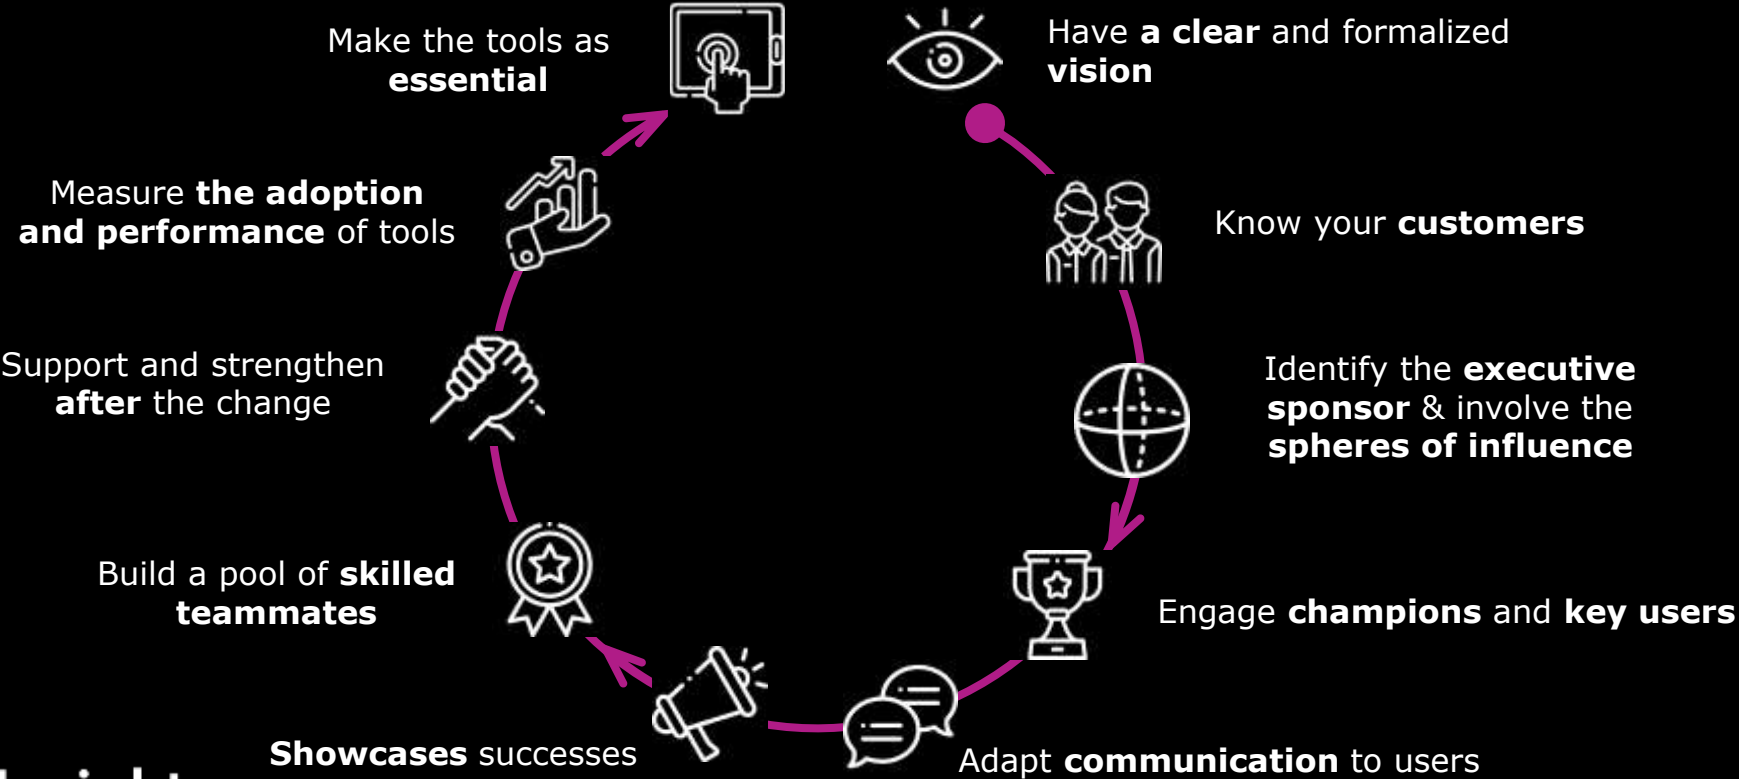 Have a clear and formalized
vision
Know your customers
Identify the executive
sponsor & involve the
spheres of influence
Engage champions and key users
Adapt communication to users
Showcases successes
Build a pool of skilled
teammates
Support and strengthen
after the change
Measure the adoption
and performance of tools
Make the tools as
essential